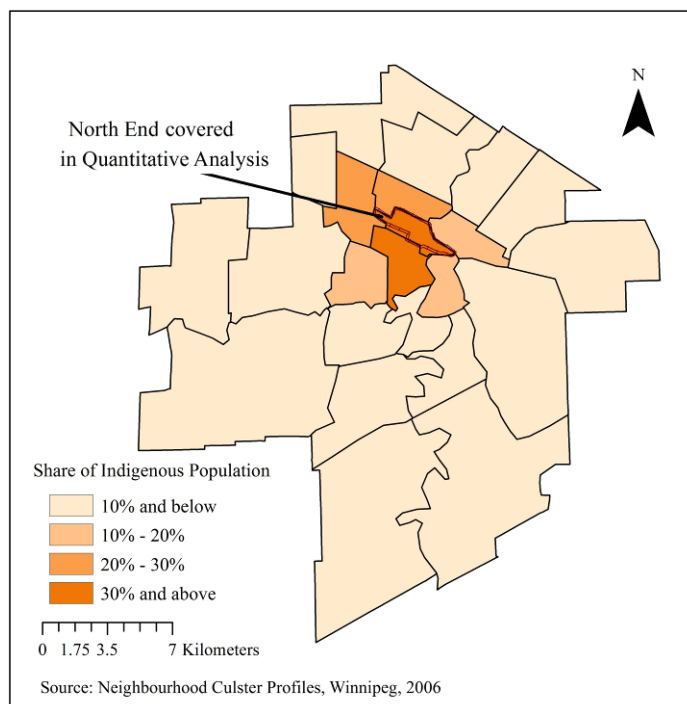 N
North End covered
in Quantitative Analysis
Share of Indigenous Population
10% and below
10% - 20%
20% - 30%
30% and above
0 1.75 3.5 7 Kilometers
Source: Neighbourhood Culster Profiles, Winnipeg, 2006